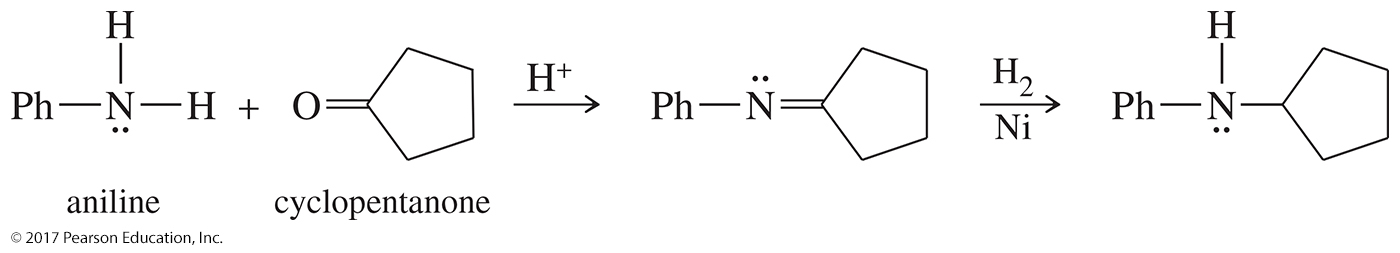 H
Ph—N—H + O
H⁺
Ph—N
H₂
Ni
H
Ph—N
aniline
cyclopentanone
© 2017 Pearson Education, Inc.